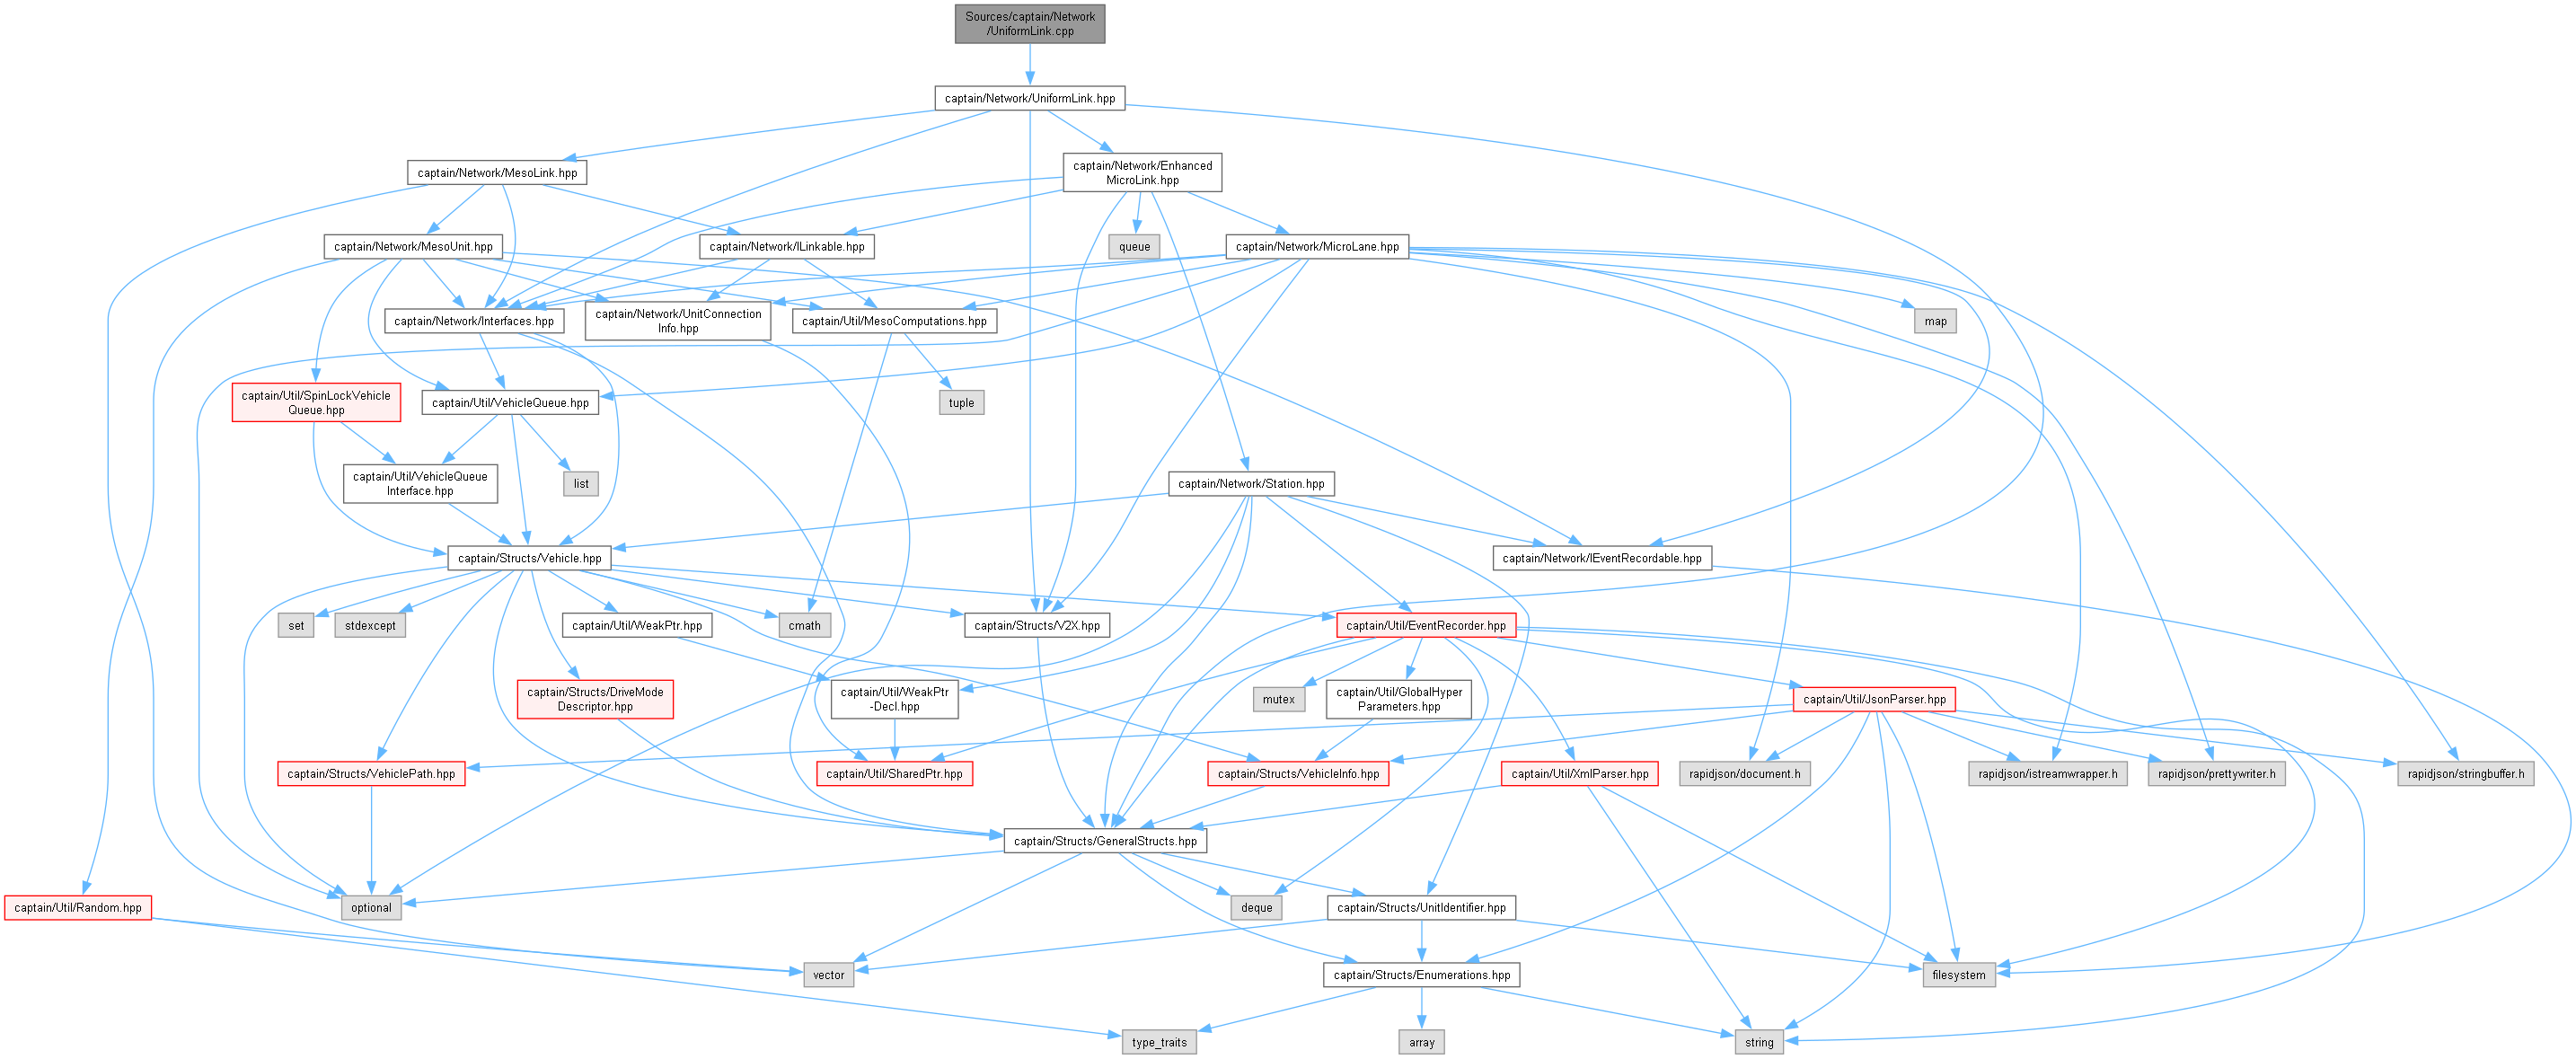 Sources/captain/Network
/UniformLink.cpp
captain/Network/UniformLink.hpp
captain/Network/MesoLink.hpp
captain/Network/Enhanced
MicroLink.hpp
captain/Network/MesoUnit.hpp
captain/Network/ILinkable.hpp
queue
captain/Network/MicroLane.hpp
captain/Network/Interfaces.hpp
captain/Network/UnitConnection
Info.hpp
captain/Util/MesoComputations.hpp
map
captain/Util/SpinLockVehicle
Queue.hpp
captain/Util/VehicleQueue.hpp
tuple
captain/Util/VehicleQueue
Interface.hpp
list
captain/Network/Station.hpp
captain/Structs/Vehicle.hpp
captain/Network/IEventRecordable.hpp
set
stdexcept
captain/Util/WeakPtr.hpp
cmath
captain/Structs/V2X.hpp
captain/Util/EventRecorder.hpp
captain/Structs/DriveMode
Descriptor.hpp
captain/Util/WeakPtr
-Decl.hpp
mutex
captain/Util/GlobalHyper
Parameters.hpp
captain/Util/JsonParser.hpp
captain/Structs/VehiclePath.hpp
captain/Util/SharedPtr.hpp
captain/Structs/VehicleInfo.hpp
captain/Util/XmlParser.hpp
rapidjson/document.h
rapidjson/istreamwrapper.h
rapidjson/prettywriter.h
rapidjson/stringbuffer.h
captain/Structs/GeneralStructs.hpp
captain/Util/Random.hpp
optional
deque
captain/Structs/UnitIdentifier.hpp
vector
captain/Structs/Enumerations.hpp
filesystem
type_traits
array
string